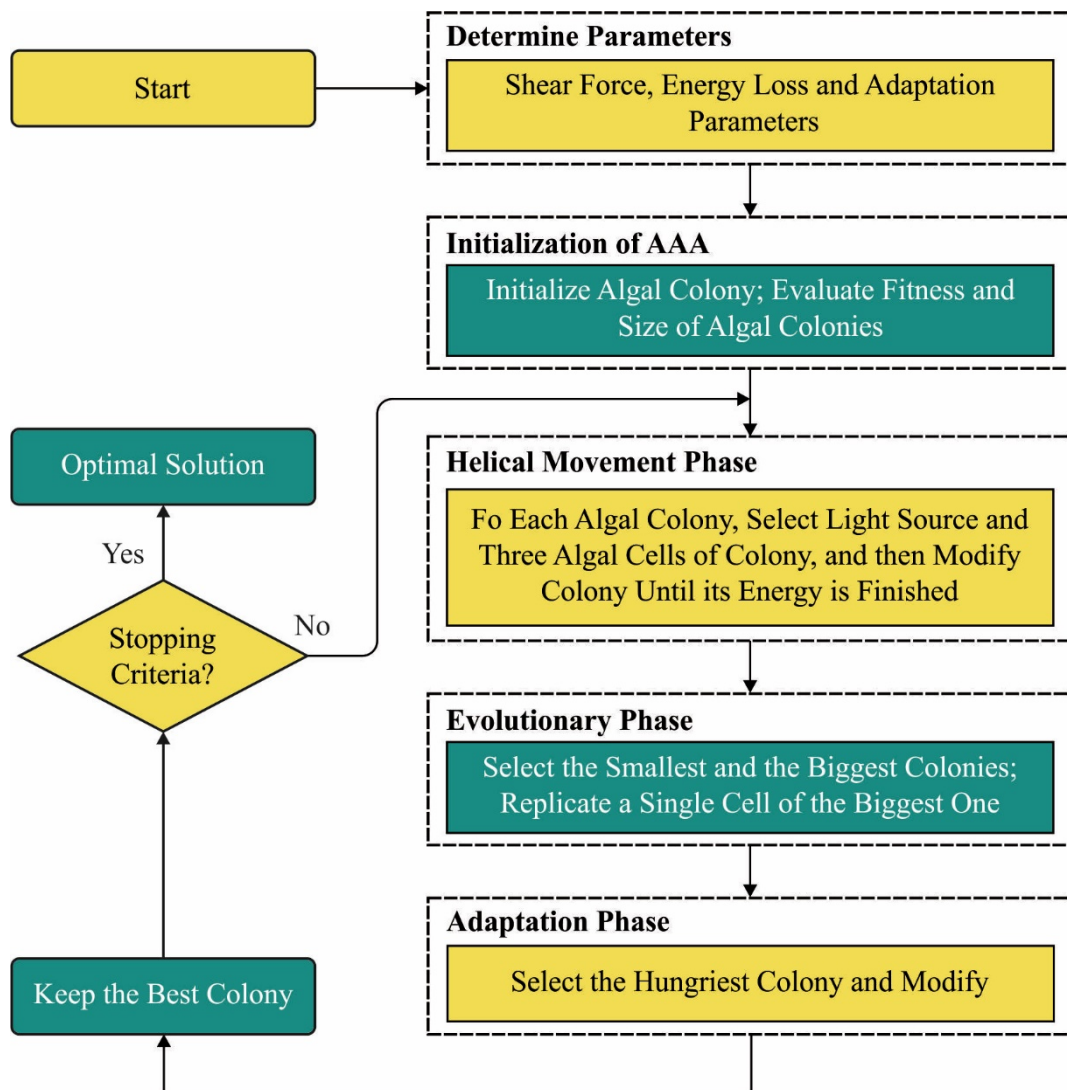 Start
Determine Parameters
Shear Force, Energy Loss and Adaptation
Parameters
Initialization of AAA
Initialize Algal Colony; Evaluate Fitness and
Size of Algal Colonies
Helical Movement Phase
Fo Each Algal Colony, Select Light Source and
Three Algal Cells of Colony, and then Modify
Colony Until its Energy is Finished
Evolutionary Phase
Select the Smallest and the Biggest Colonies;
Replicate a Single Cell of the Biggest One
Adaptation Phase
Select the Hungriest Colony and Modify
Keep the Best Colony
Stopping
Criteria?
No
Yes
Optimal Solution